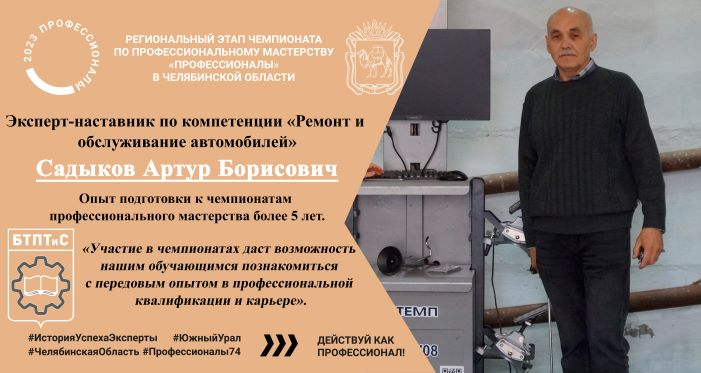 2023 ПРОФЕССИОНАЛЫ
РЕГИОНАЛЬНЫЙ ЭТАП ЧЕМПИОНАТА
ПО ПРОФЕССИОНАЛЬНОМУ МАСТЕРСТВУ
«ПРОФЕССИОНАЛЫ»
В ЧЕЛЯБИНСКОЙ ОБЛАСТИ
Эксперт-наставник по компетенции «Ремонт и
обслуживание автомобилей»
Садыков Артур Борисович
Опыт подготовки к чемпионатам
профессионального мастерства более 5 лет.
БТПТиС
«Участие в чемпионатах даст возможность
нашим обучающимся познакомиться
с передовым опытом в профессиональной
квалификации и карьере».
#ИсторияУспехаЭксперты #ЮжныйУрал
#ЧелябинскаяОбласть #Профессионалы74
ДЕЙСТВУЙ КАК
ПРОФЕССИОНАЛ!
ТЕМП
708